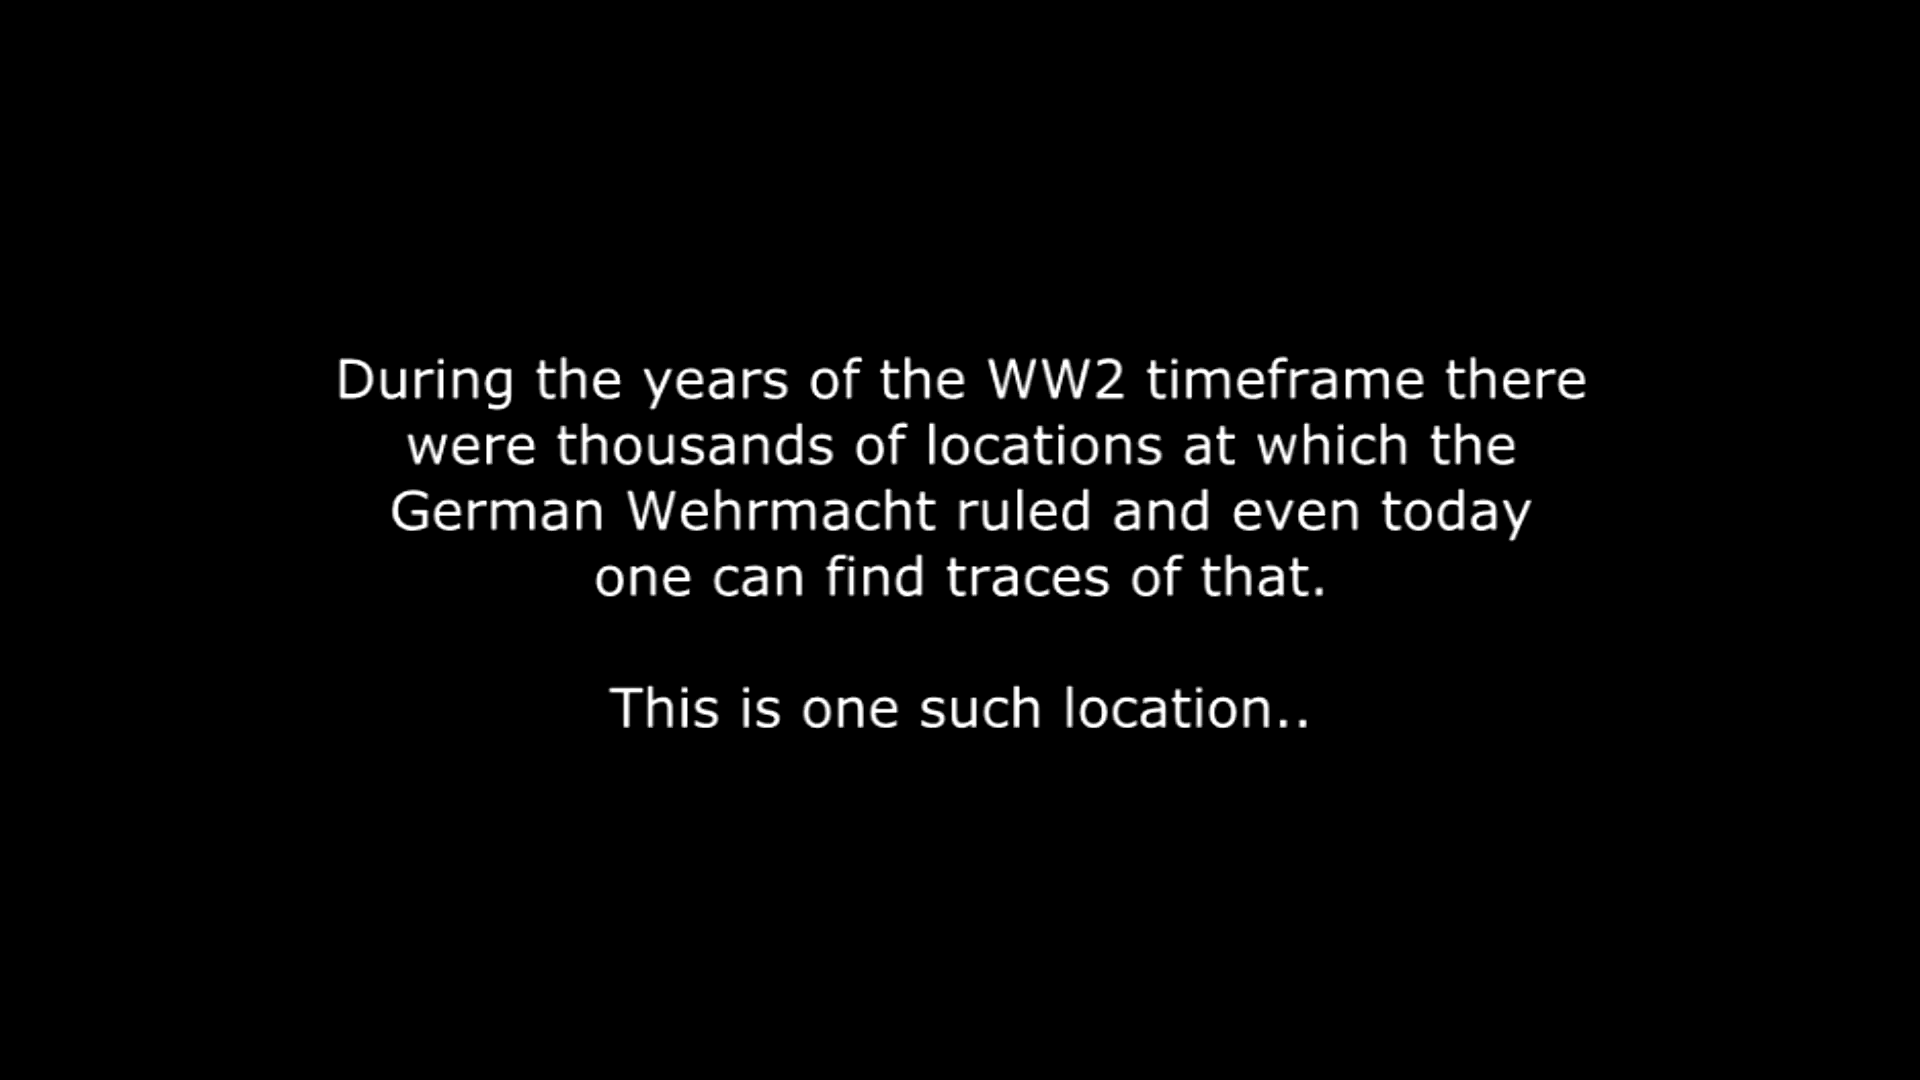 During the years of the WW2 timeframe there
were thousands of locations at which the
German Wehrmacht ruled and even today
one can find traces of that.
This is one such location..